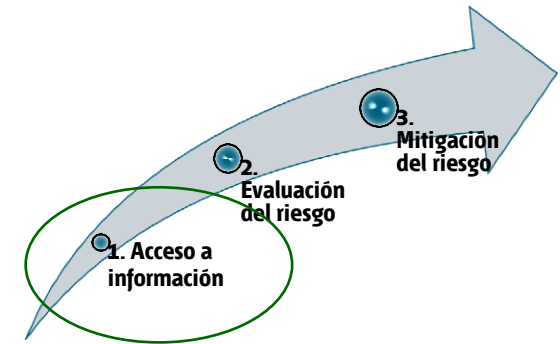 3.
Mitigación
del riesgo
2.
Evaluación
del riesgo
1. Acceso a
información